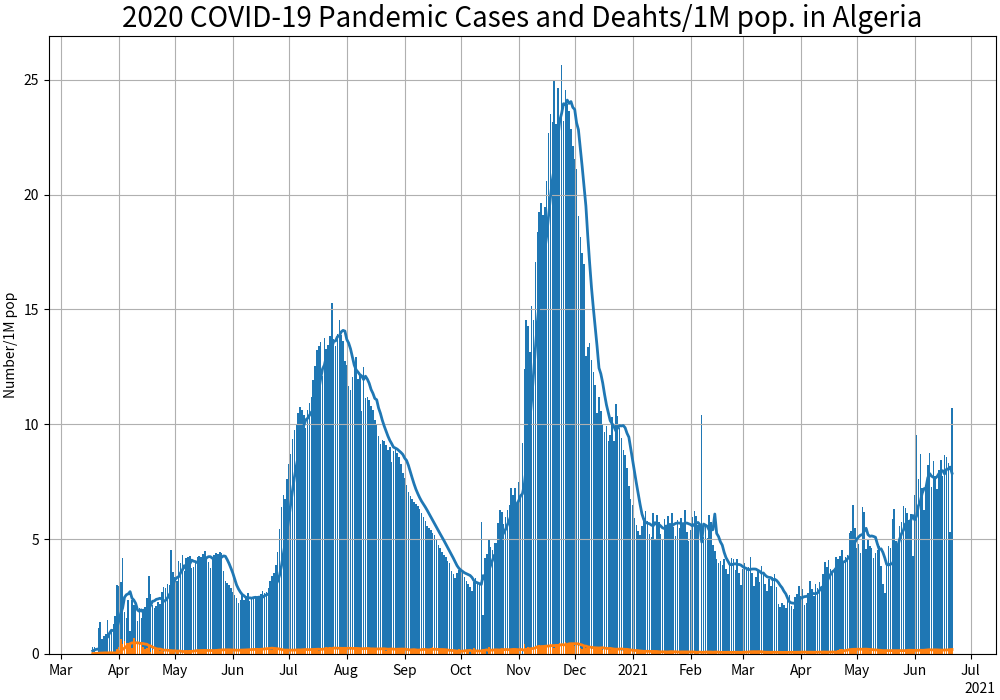 2020 COVID-19 Pandemic Cases and Deahts/1M pop. in Algeria
Number/1M pop
25
20
15
10
5
0
Mar Apr May Jun Jul Aug Sep Oct Nov Dec 2021 Feb Mar Apr May Jun Jul
2021